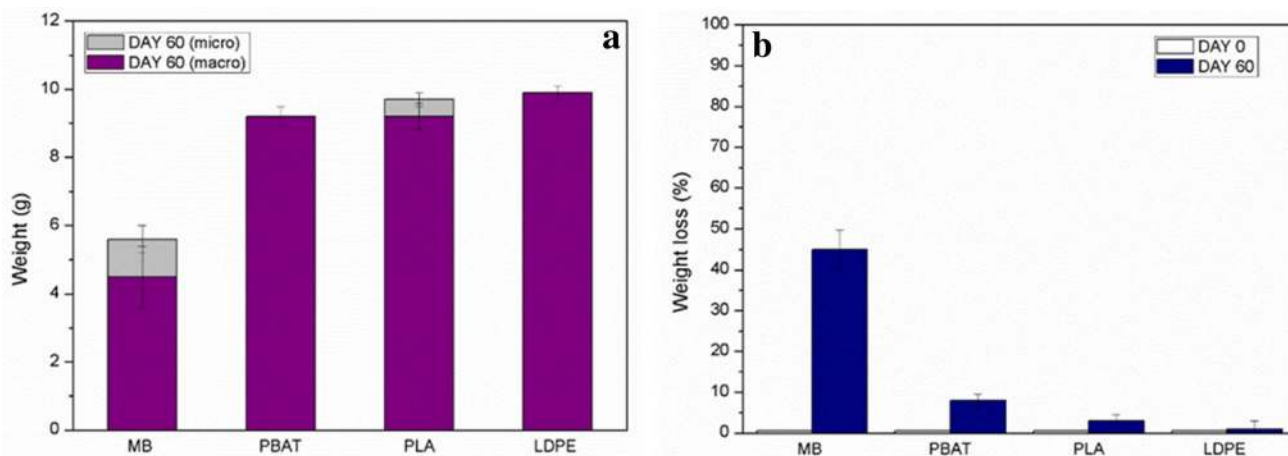 a
DAY 60 (micro)
DAY 60 (macro)
Weight (g)
12
10
8
6
4
2
0
MB PBAT PLA LDPE
b
DAY 0
DAY 60
Weight loss (%)
100
90
80
70
60
50
40
30
20
10
0
MB PBAT PLA LDPE